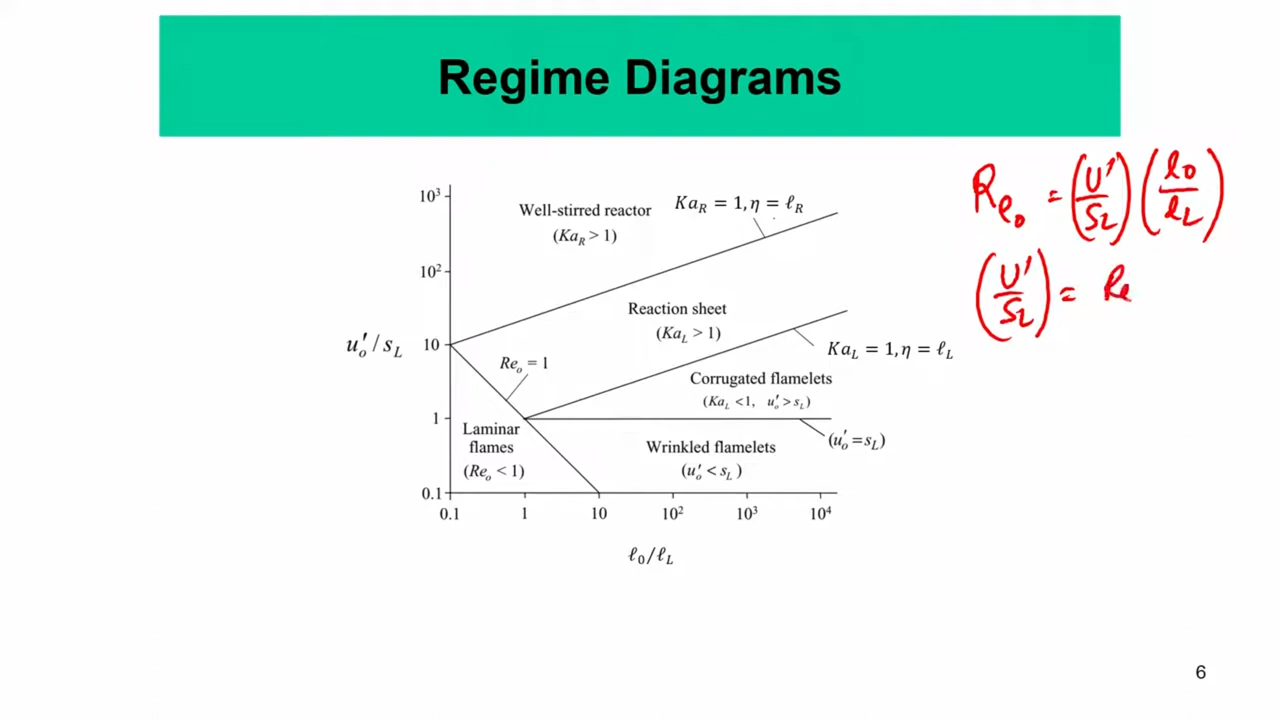 Regime Diagrams
10³
Well-stirred reactor
(Ka_R > 1)
Ka_R = 1, η = ℓ_R
10²
Reaction sheet
(Ka_L > 1)
u'_o / s_L
10
Re_o = 1
Ka_L = 1, η = ℓ_L
Corrugated flamelets
(Ka_L < 1, u'_o > s_L)
1
(u'_o = s_L)
Laminar
flames
(Re_o < 1)
Wrinkled flamelets
(u'_o < s_L)
0.1
0.1 1 10 10² 10³ 10⁴
ℓ_0/ℓ_L
R_{e_{l_0}} = (U'/S_L) (l_0/l_L)
(U'/S_L) = Re
6